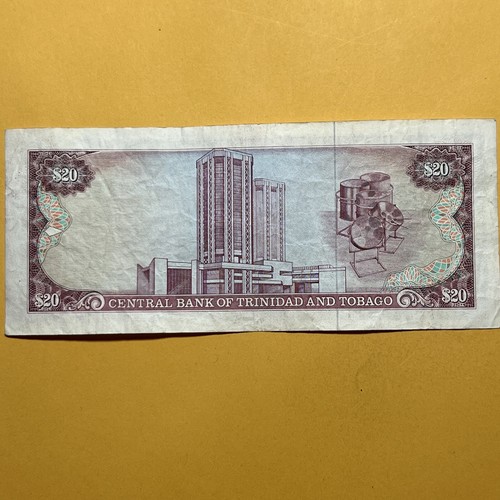 $20 $20
$20 CENTRAL BANK OF TRINIDAD AND TOBAGO $20